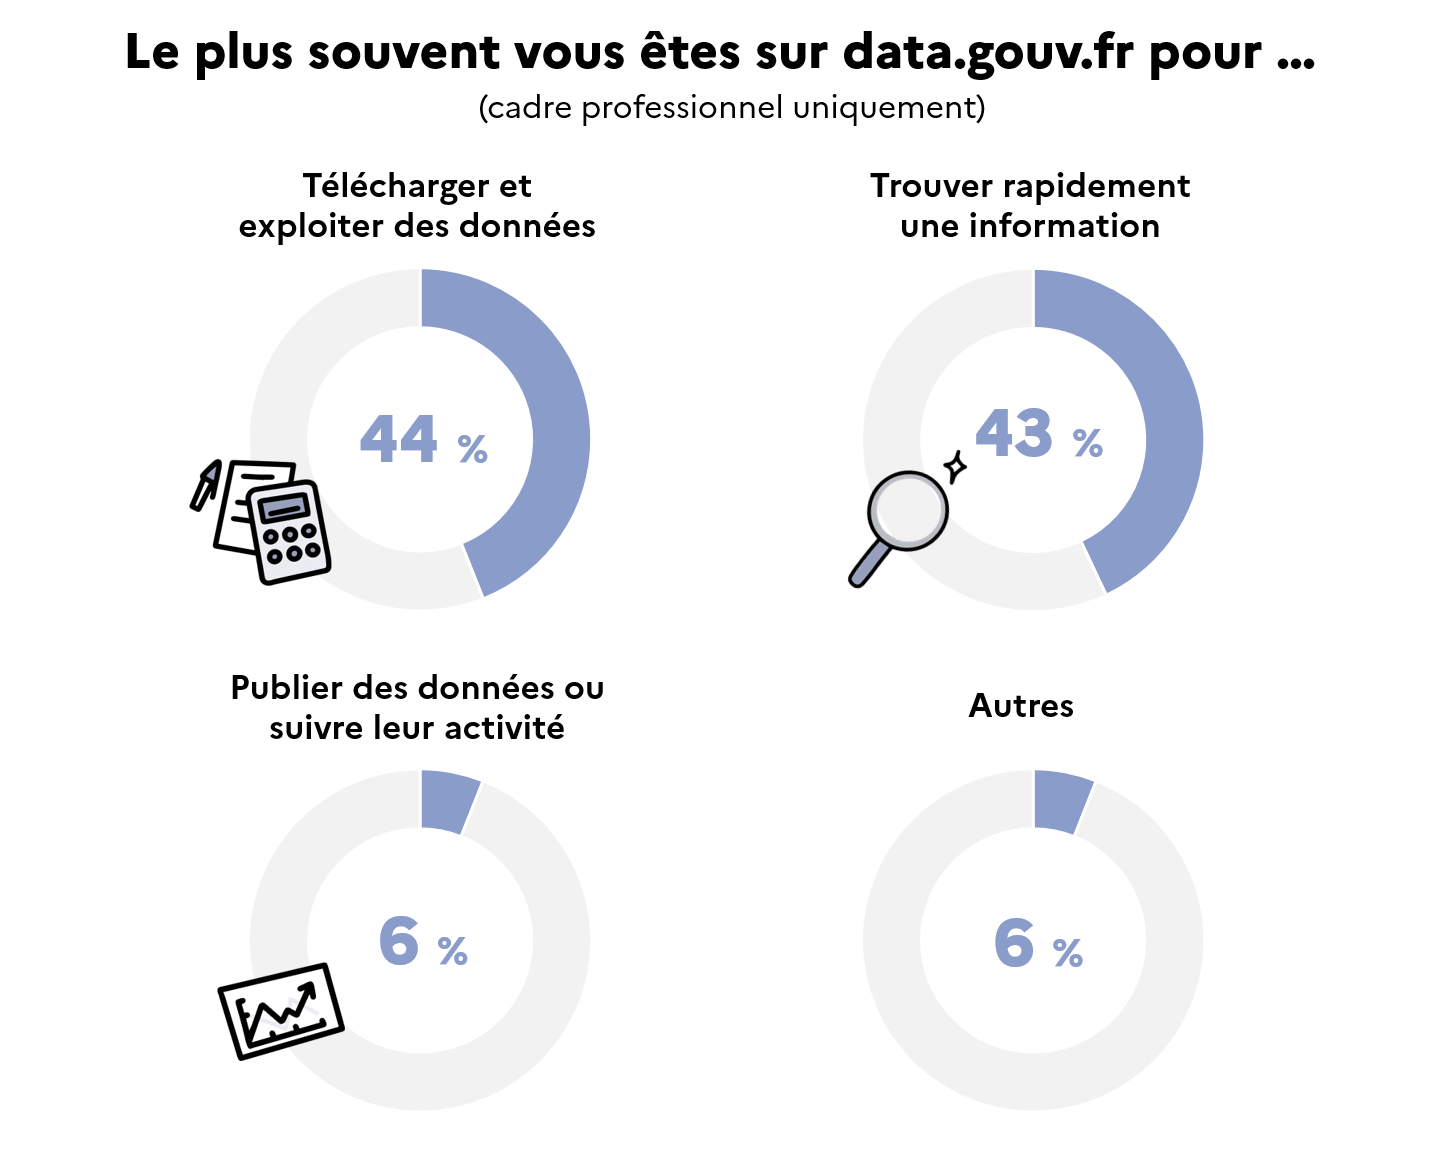 Le plus souvent vous êtes sur data.gouv.fr pour ...
(cadre professionnel uniquement)
Télécharger et
exploiter des données
44 %
Trouver rapidement
une information
43 %
Publier des données ou
suivre leur activité
6 %
Autres
6 %